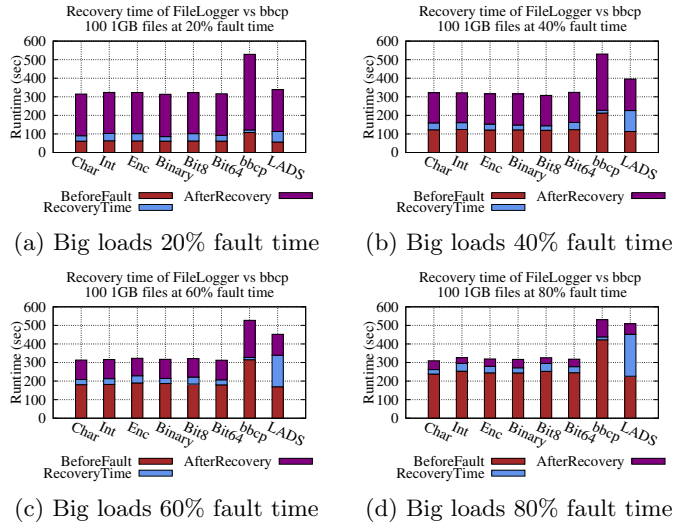 Recovery time of FileLogger vs bbcp
100 1GB files at 20% fault time
Runtime (sec)
600
500
400
300
200
100
0
Char
Int
Enc
Binary
Bit8
Bit64
bbcp
LADS
BeforeFault
AfterRecovery
RecoveryTime
(a) Big loads 20% fault time
Recovery time of FileLogger vs bbcp
100 1GB files at 40% fault time
Runtime (sec)
600
500
400
300
200
100
0
Char
Int
Enc
Binary
Bit8
Bit64
bbcp
LADS
BeforeFault
AfterRecovery
RecoveryTime
(b) Big loads 40% fault time
Recovery time of FileLogger vs bbcp
100 1GB files at 60% fault time
Runtime (sec)
600
500
400
300
200
100
0
Char
Int
Enc
Binary
Bit8
Bit64
bbcp
LADS
BeforeFault
AfterRecovery
RecoveryTime
(c) Big loads 60% fault time
Recovery time of FileLogger vs bbcp
100 1GB files at 80% fault time
Runtime (sec)
600
500
400
300
200
100
0
Char
Int
Enc
Binary
Bit8
Bit64
bbcp
LADS
BeforeFault
AfterRecovery
RecoveryTime
(d) Big loads 80% fault time